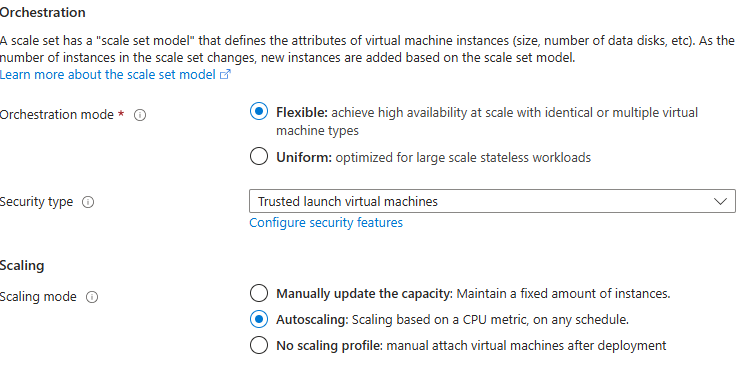 Orchestration
A scale set has a "scale set model" that defines the attributes of virtual machine instances (size, number of data disks, etc). As the
number of instances in the scale set changes, new instances are added based on the scale set model.
Learn more about the scale set model
Orchestration mode *
Flexible: achieve high availability at scale with identical or multiple virtual
machine types
Uniform: optimized for large scale stateless workloads
Security type
Trusted launch virtual machines
Configure security features
Scaling
Scaling mode
Manually update the capacity: Maintain a fixed amount of instances.
Autoscaling: Scaling based on a CPU metric, on any schedule.
No scaling profile: manual attach virtual machines after deployment